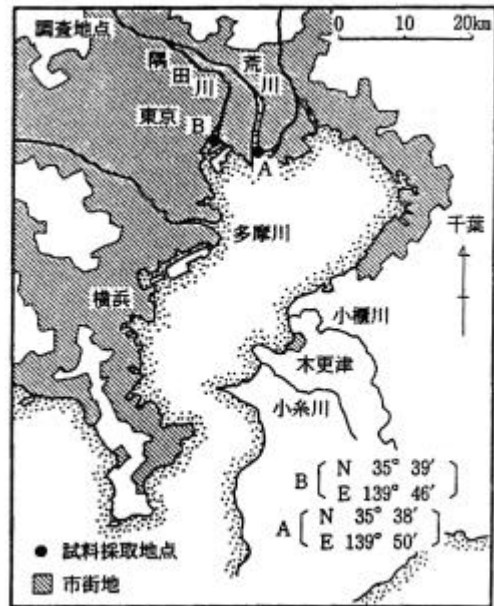 調査地点
0 10 20km
隅田川
荒川
東京
B
A
千葉
多摩川
横浜
小櫃川
木更津
小糸川
B N 35° 39′
E 139° 46′
A N 35° 38′
E 139° 50′
● 試料採取地点
市街地